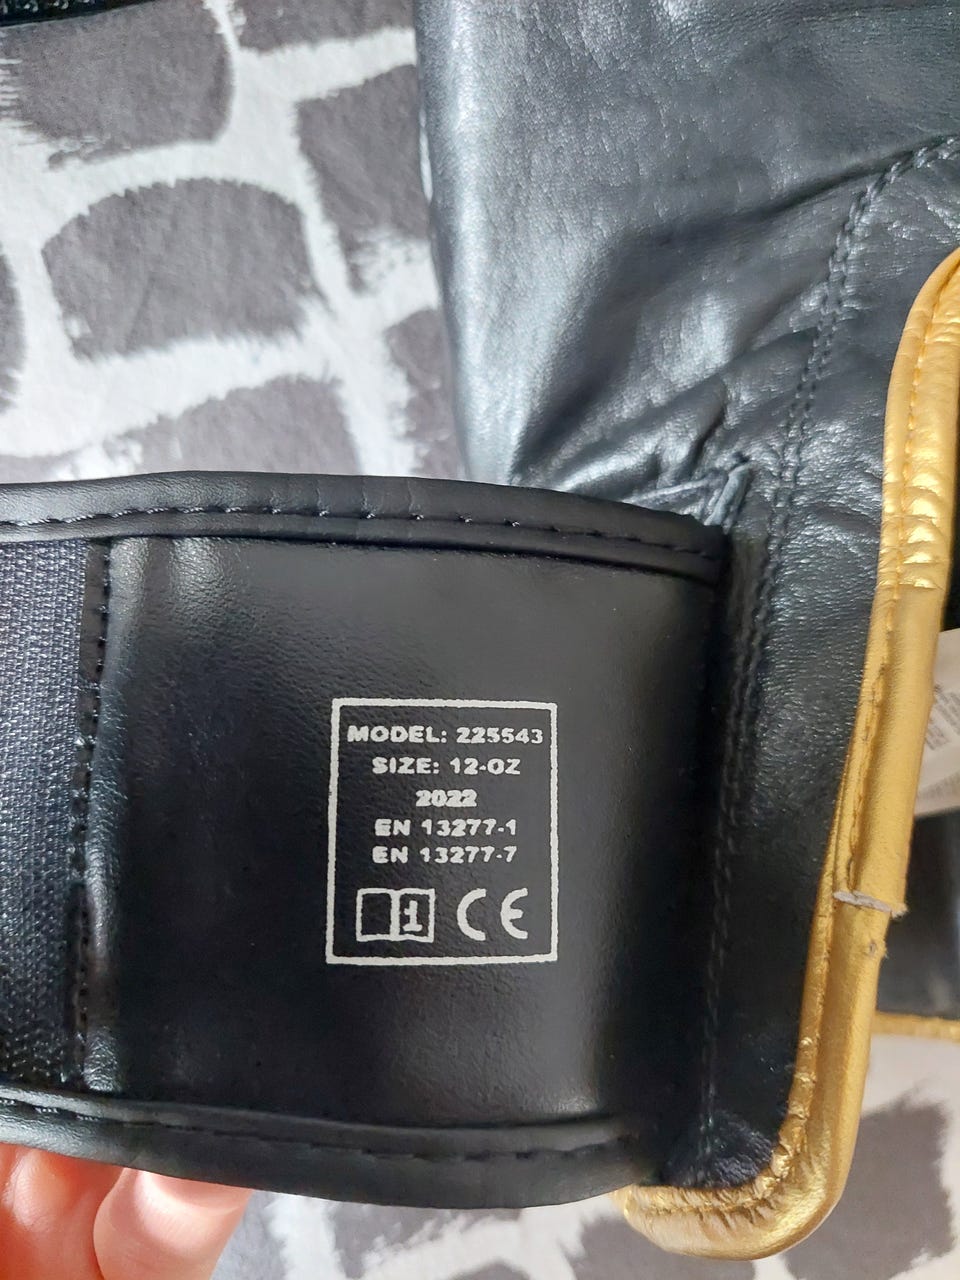 MODEL: 225543
SIZE: 12-OZ
2022
EN 13277-1
EN 13277-7
i CE